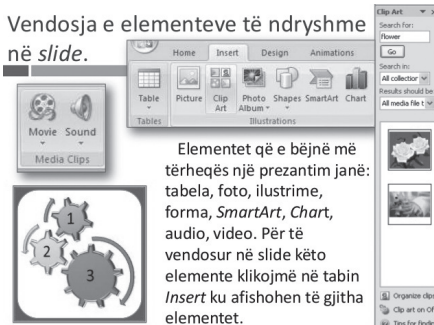 Vendosja e elementeve të ndryshme
në slide.
Home Insert Design Animations
Table Picture Clip Art Photo Album Shapes SmartArt Chart
Tables Illustrations
Movie Sound
Media Clips
1
2
3
Elementet që e bëjnë më
tërheqës një prezantim janë:
tabela, foto, ilustrime,
forma, SmartArt, Chart,
audio, video. Për të
vendosur në slide këto
elemente klikojmë në tabin
Insert ku afishohen të gjitha
elementet.
Clip Art
Search for:
flower
Go
Search in:
All collection
Results should be
All media file t
Organize clips
Clip art on Of
Tips for findin